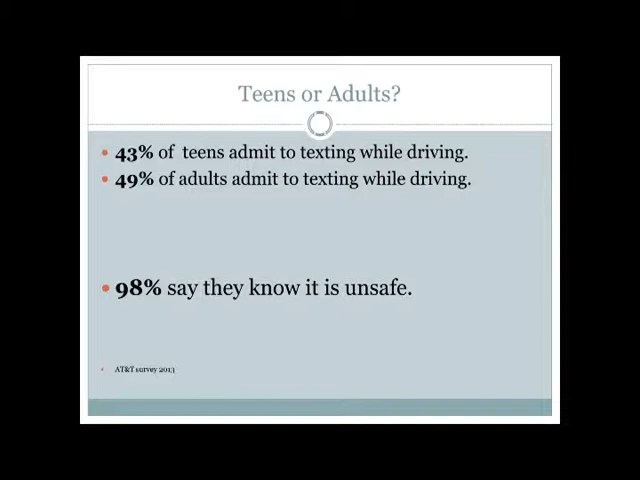 Teens or Adults?
43% of teens admit to texting while driving.
49% of adults admit to texting while driving.
98% say they know it is unsafe.
AT&T survey 2013